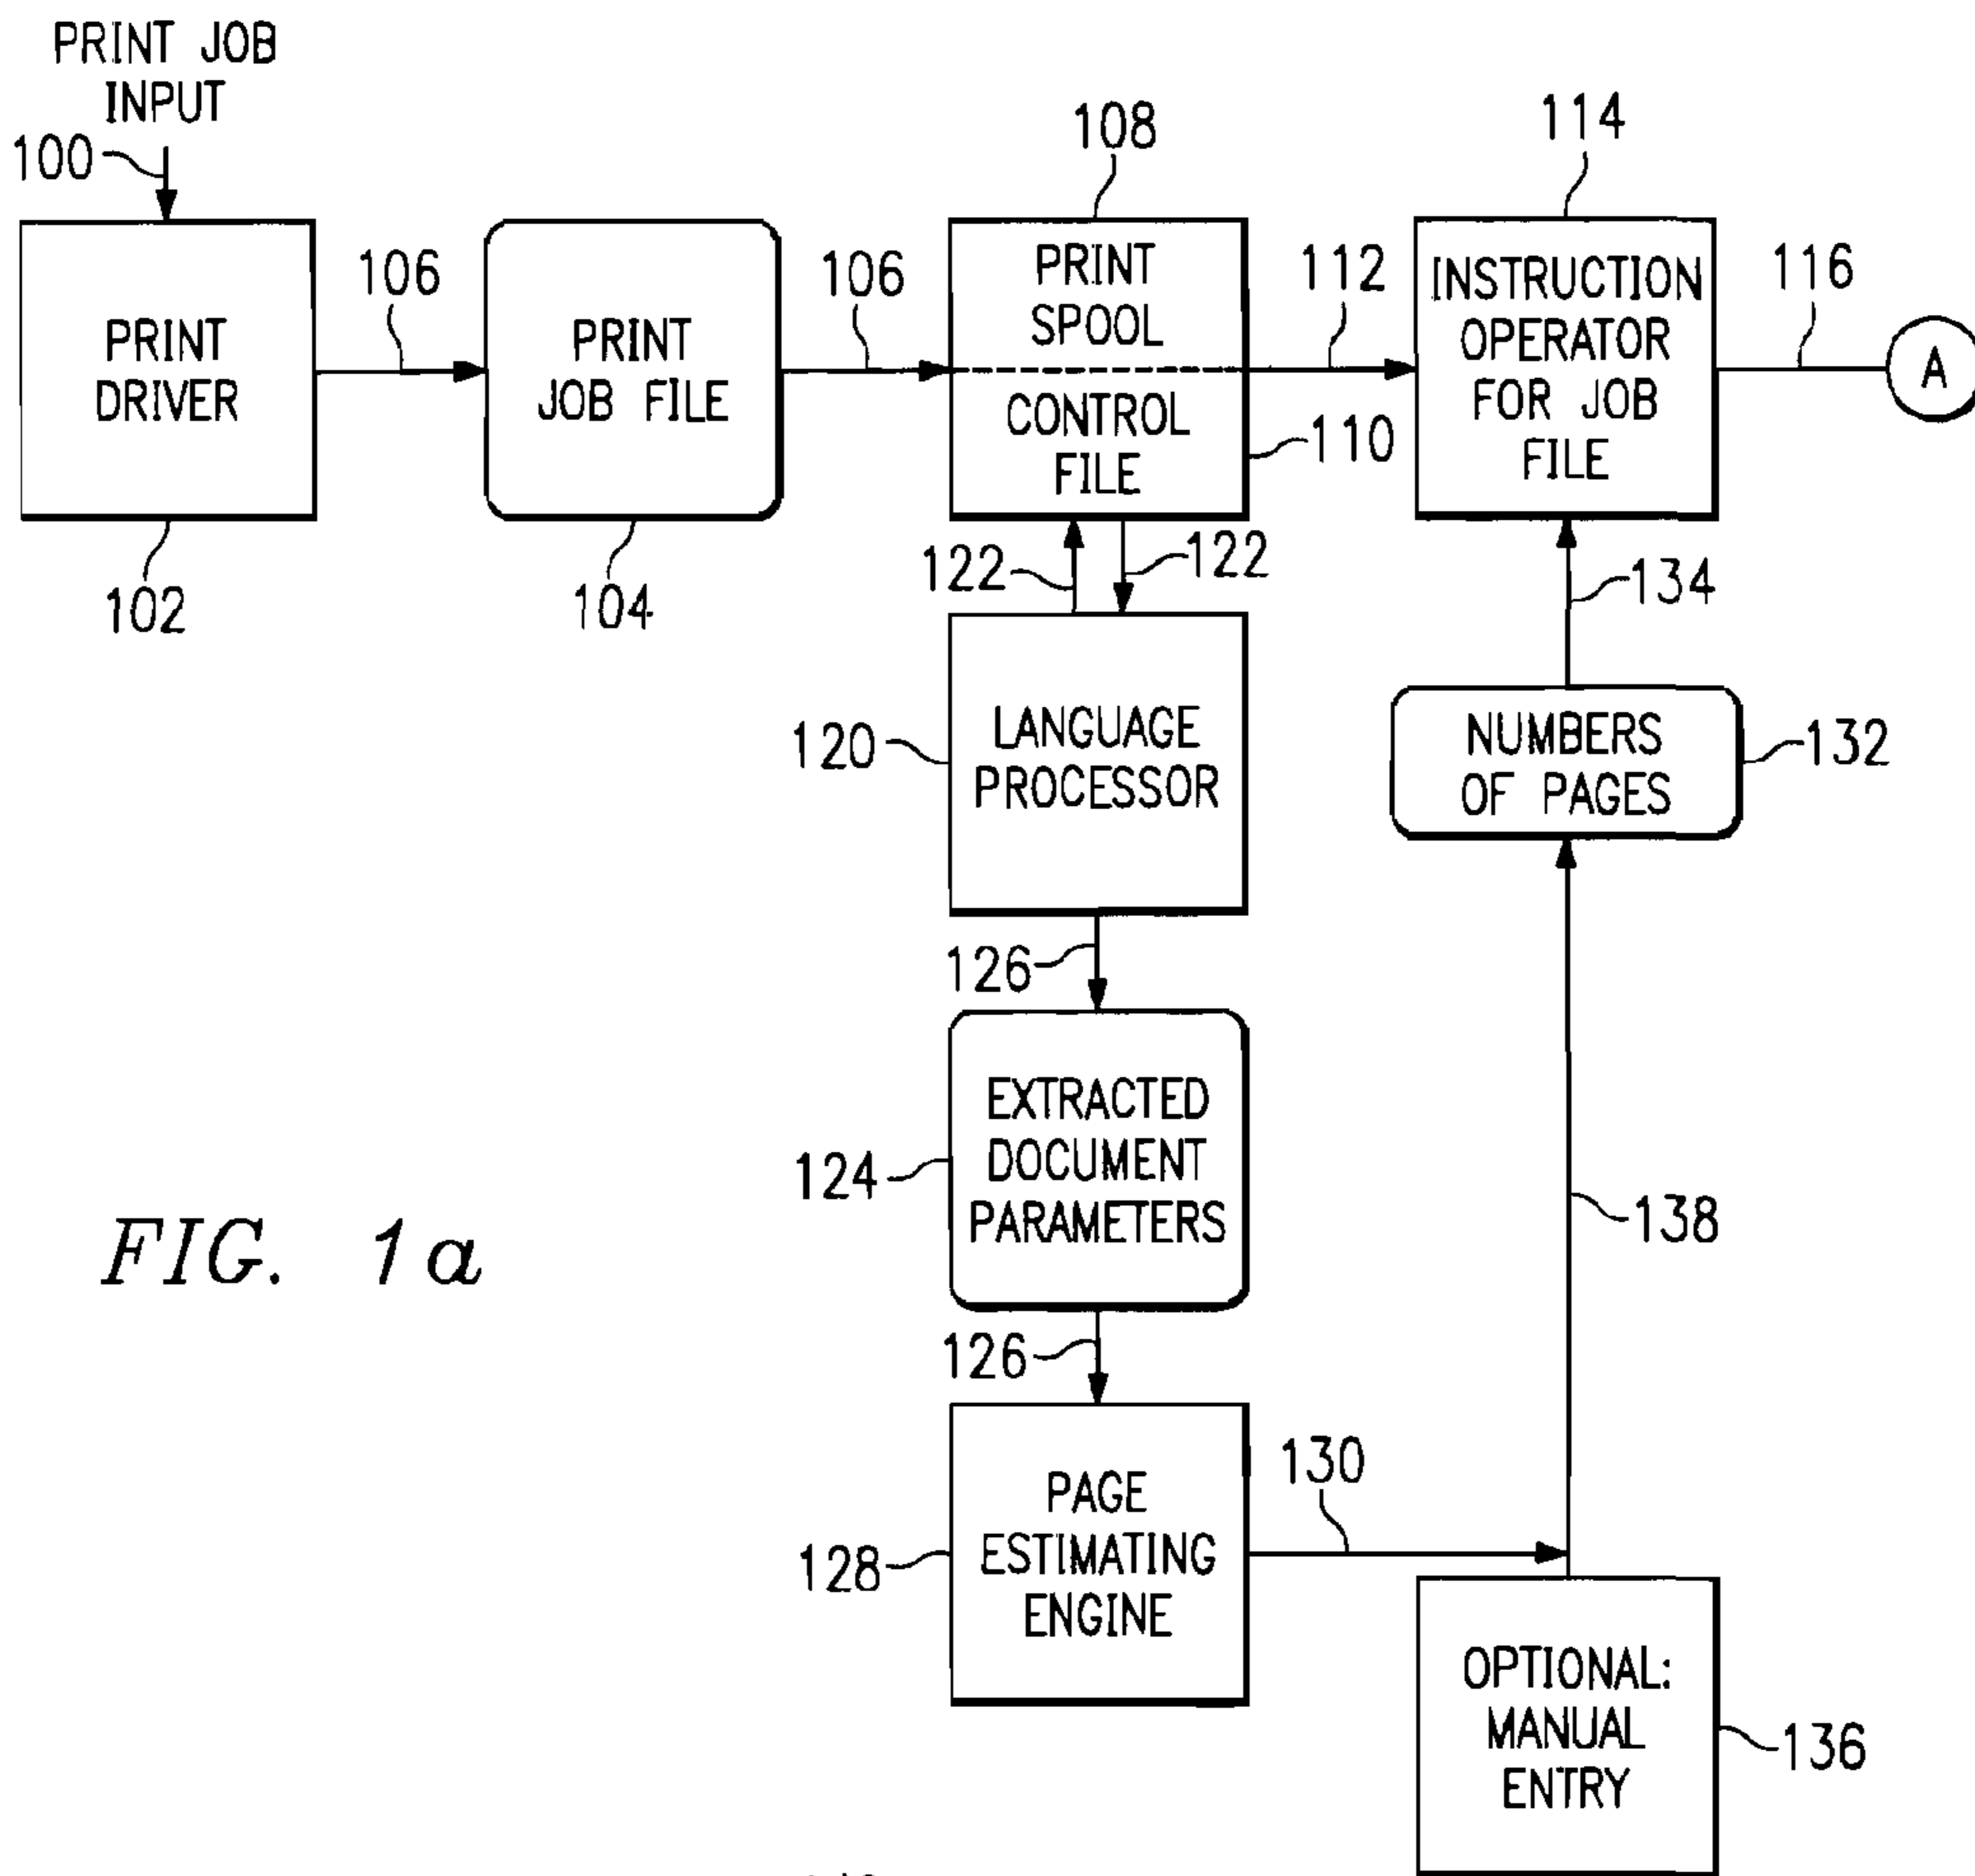 PRINT JOB
INPUT
100
108
114
106
106
112
116
PRINT
DRIVER
PRINT
JOB FILE
PRINT
SPOOL
CONTROL
FILE
110
INSTRUCTION
OPERATOR
FOR JOB
FILE
A
102
104
122
122
134
120
LANGUAGE
PROCESSOR
NUMBERS
OF PAGES
132
126
124
EXTRACTED
DOCUMENT
PARAMETERS
138
FIG. 1a
126
130
128
PAGE
ESTIMATING
ENGINE
OPTIONAL:
MANUAL
ENTRY
136